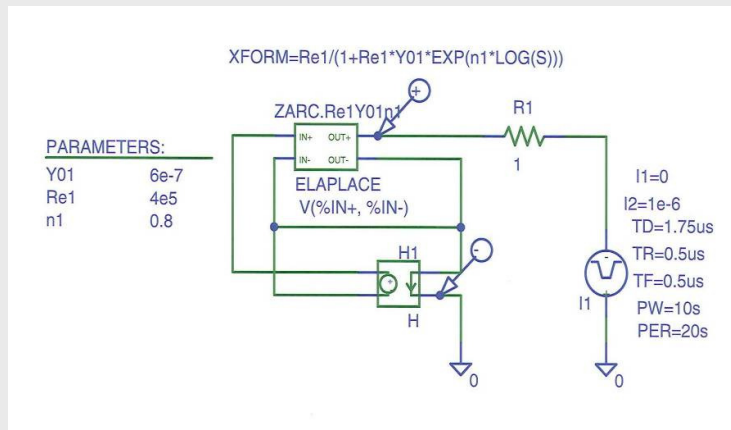 XFORM=Re1/(1+Re1*Y01*EXP(n1*LOG(S)))
ZARC.Re1Y01n1
+
R1
IN+ OUT+
IN- OUT-
1
PARAMETERS:
Y01 6e-7
Re1 4e5
n1 0.8
ELAPLACE
V(%IN+, %IN-)
I1=0
I2=1e-6
TD=1.75us
TR=0.5us
TF=0.5us
PW=10s
PER=20s
H1
-
+
H
-
I1
0
0